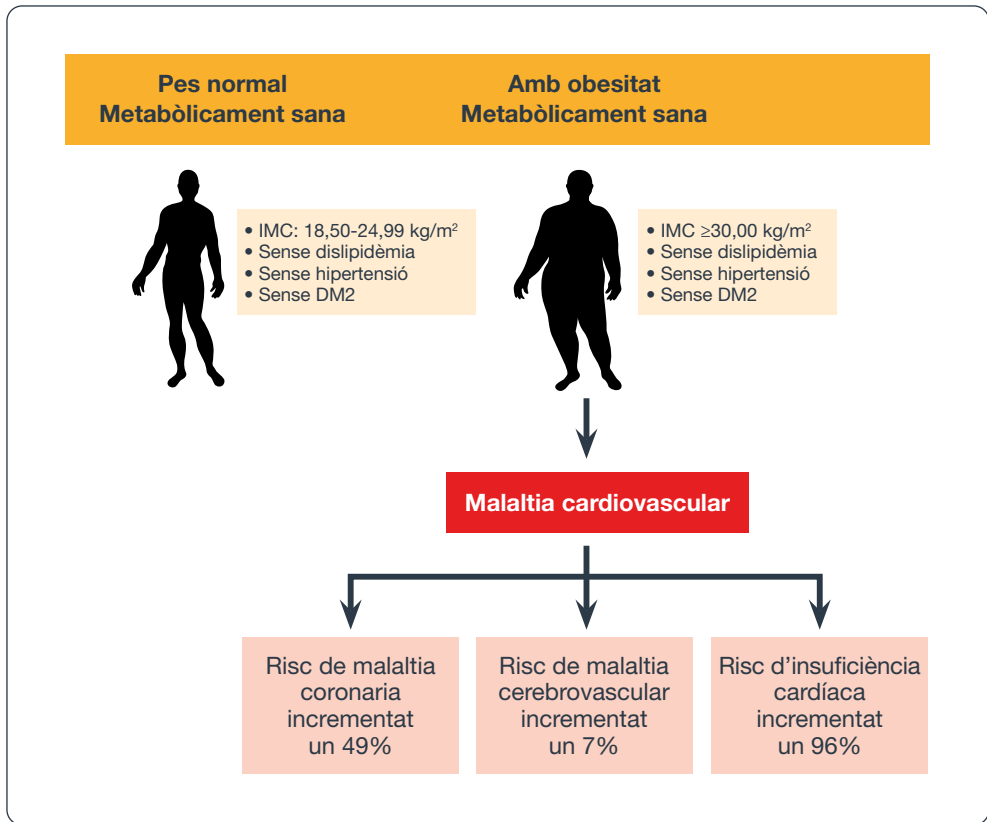 Pes normal
Metabòlicament sana
Amb obesitat
Metabòlicament sana
• IMC: 18,50-24,99 kg/m²
• Sense dislipidèmia
• Sense hipertensió
• Sense DM2
• IMC ≥30,00 kg/m²
• Sense dislipidèmia
• Sense hipertensió
• Sense DM2
Malaltia cardiovascular
Risc de malaltia
coronaria
incrementat
un 49%
Risc de malaltia
cerebrovascular
incrementat
un 7%
Risc d’insuficiència
cardíaca
incrementat
un 96%